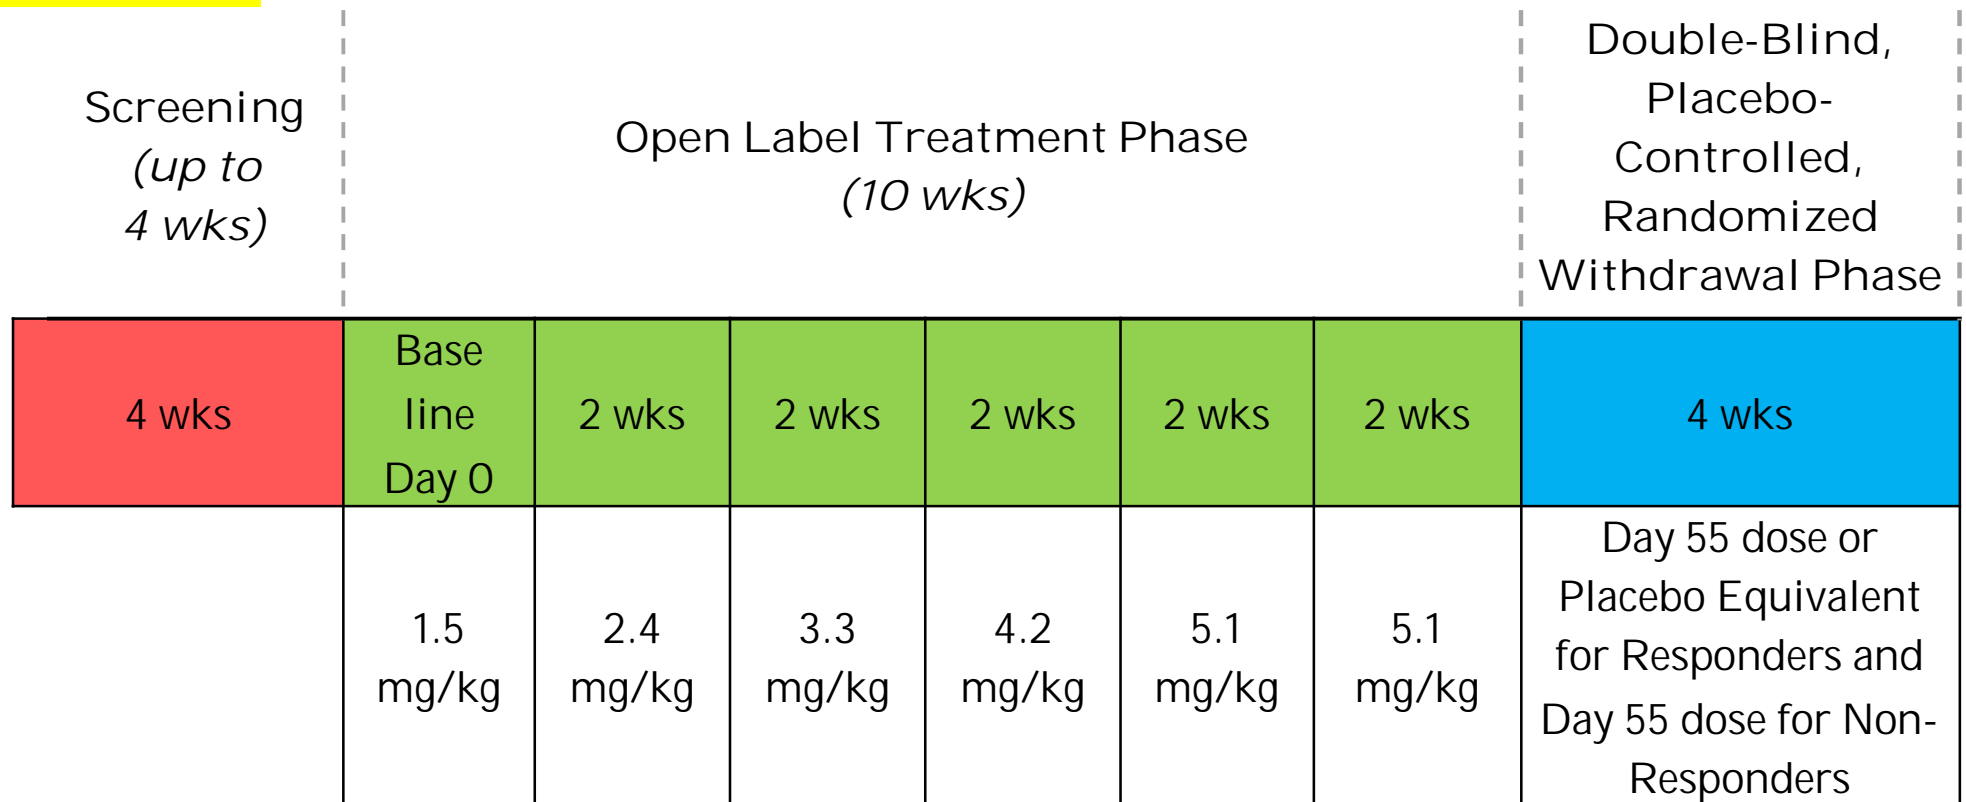 Screening
(up to
4 wks)
Open Label Treatment Phase
(10 wks)
Double-Blind,
Placebo-
Controlled,
Randomized
Withdrawal Phase
4 wks
Base
line
Day 0
2 wks
2 wks
2 wks
2 wks
2 wks
4 wks
1.5
mg/kg
2.4
mg/kg
3.3
mg/kg
4.2
mg/kg
5.1
mg/kg
5.1
mg/kg
Day 55 dose or
Placebo Equivalent
for Responders and
Day 55 dose for Non-
Responders